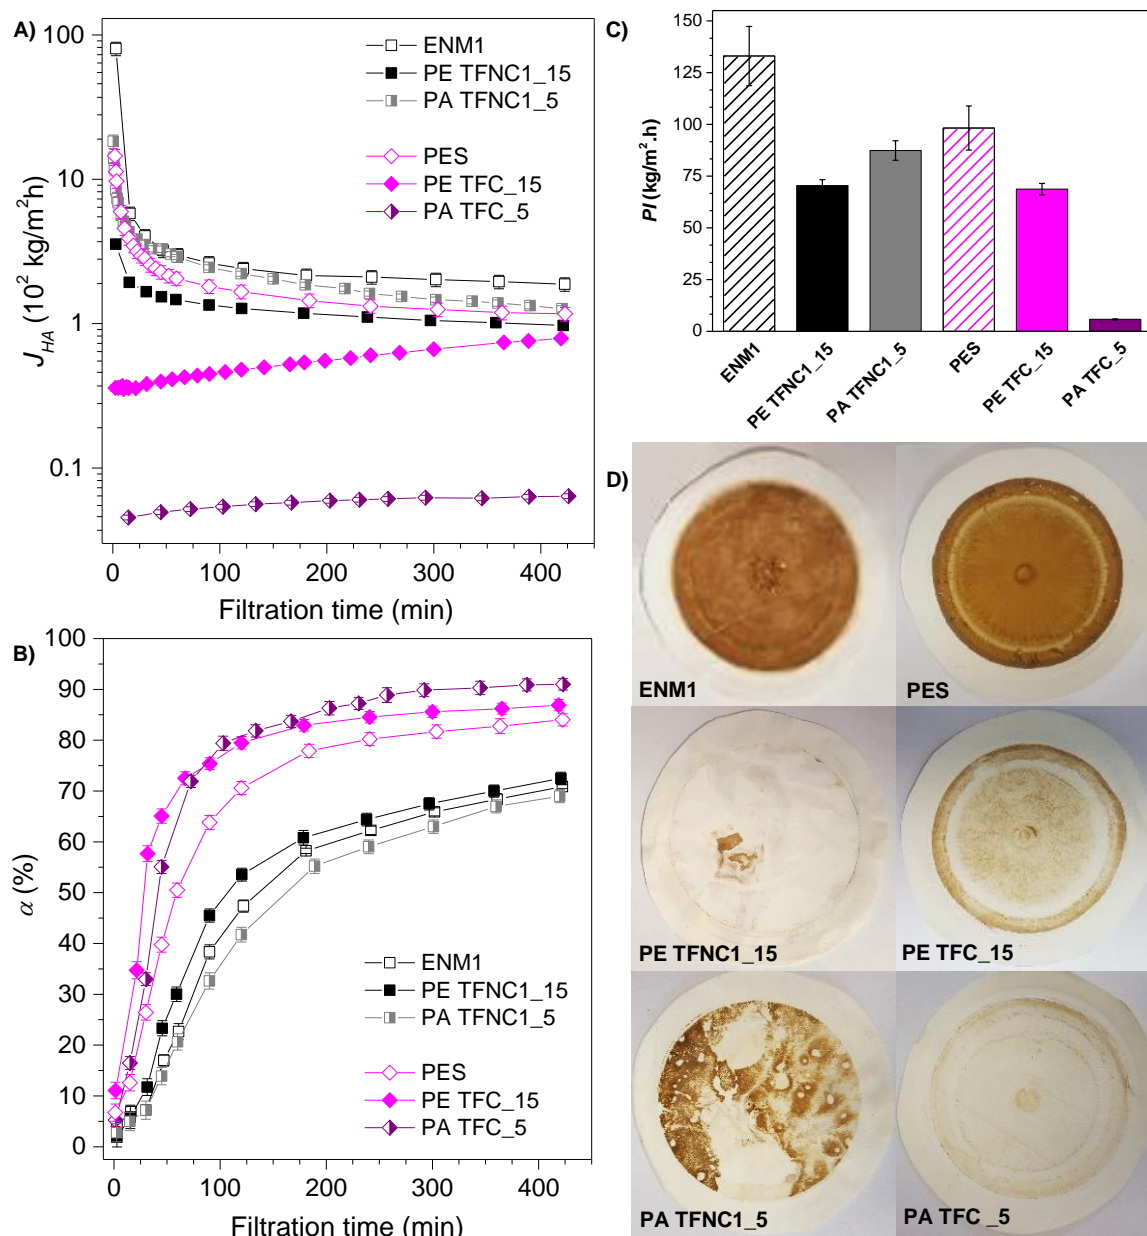 A)
100
10
1
0.1
J_HA (10² kg/m²h)
0
100
200
300
400
Filtration time (min)
ENM1
PE TFNC1_15
PA TFNC1_5
PES
PE TFC_15
PA TFC_5
B)
100
90
80
70
60
50
40
30
20
10
0
α (%)
0
100
200
300
400
Filtration time (min)
ENM1
PE TFNC1_15
PA TFNC1_5
PES
PE TFC_15
PA TFC_5
C)
150
125
100
75
50
25
0
PI (kg/m².h)
ENM1
PE TFNC1_15
PA TFNC1_5
PES
PE TFC_15
PA TFC_5
D)
ENM1
PES
PE TFNC1_15
PE TFC_15
PA TFNC1_5
PA TFC _5